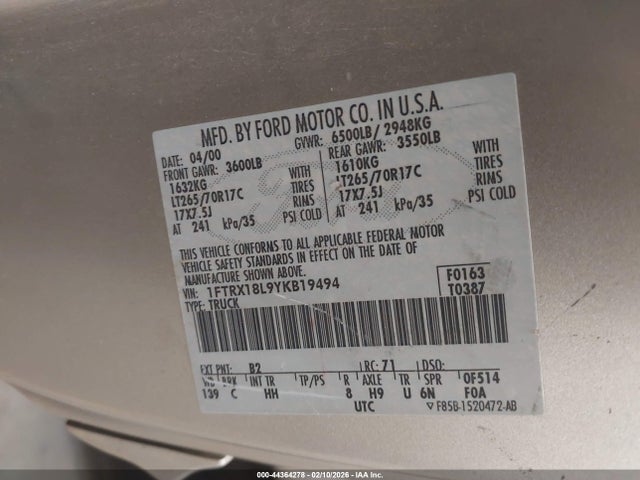 MFD. BY FORD MOTOR CO. IN U.S.A.
DATE: 04/00 GVWR: 6500LB/ 2948KG
FRONT GAWR: 3600LB REAR GAWR: 3550LB
1632KG WITH 1610KG WITH
LT265/70R17C TIRES LT265/70R17C TIRES
17X7.5J RIMS 17X7.5J RIMS
AT 241 kPa/35 PSI COLD AT 241 kPa/35 PSI COLD
THIS VEHICLE CONFORMS TO ALL APPLICABLE FEDERAL MOTOR
VEHICLE SAFETY STANDARDS IN EFFECT ON THE DATE OF
MANUFACTURE SHOWN ABOVE.
VIN: 1FTRX18L9YKB19494 F0163
TYPE: TRUCK T0387
EXT PNT: B2 RC: 71 DSO:
WB BRK INT TR TP/PS R AXLE TR SPR 0F514
139 C HH 8 H9 U 6N F0A
UTC ▽ F85B-1520472-AB
000-44364278 - 02/10/2026 - IAA Inc.